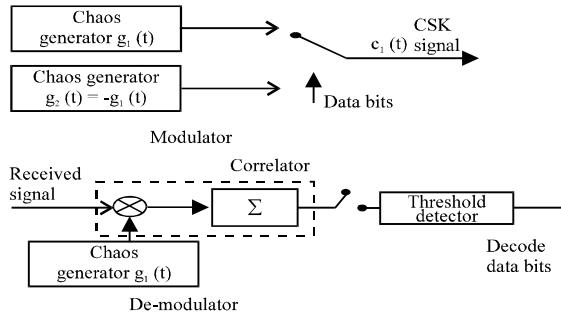 Chaos
generator g₁ (t)
CSK
c₁ (t) signal
Chaos generator
g₂ (t) = -g₁ (t)
Data bits
Modulator
Correlator
Received
signal
Σ
Threshold
detector
Chaos
generator g₁ (t)
Decode
data bits
De-modulator